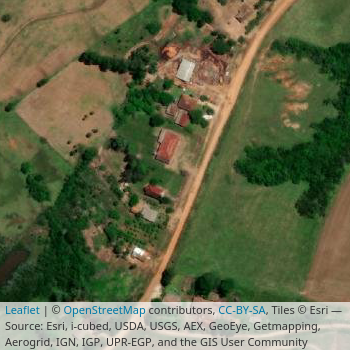 Leaflet | © OpenStreetMap contributors, CC-BY-SA, Tiles © Esri —
Source: Esri, i-cubed, USDA, USGS, AEX, GeoEye, Getmapping,
Aerogrid, IGN, IGP, UPR-EGP, and the GIS User Community